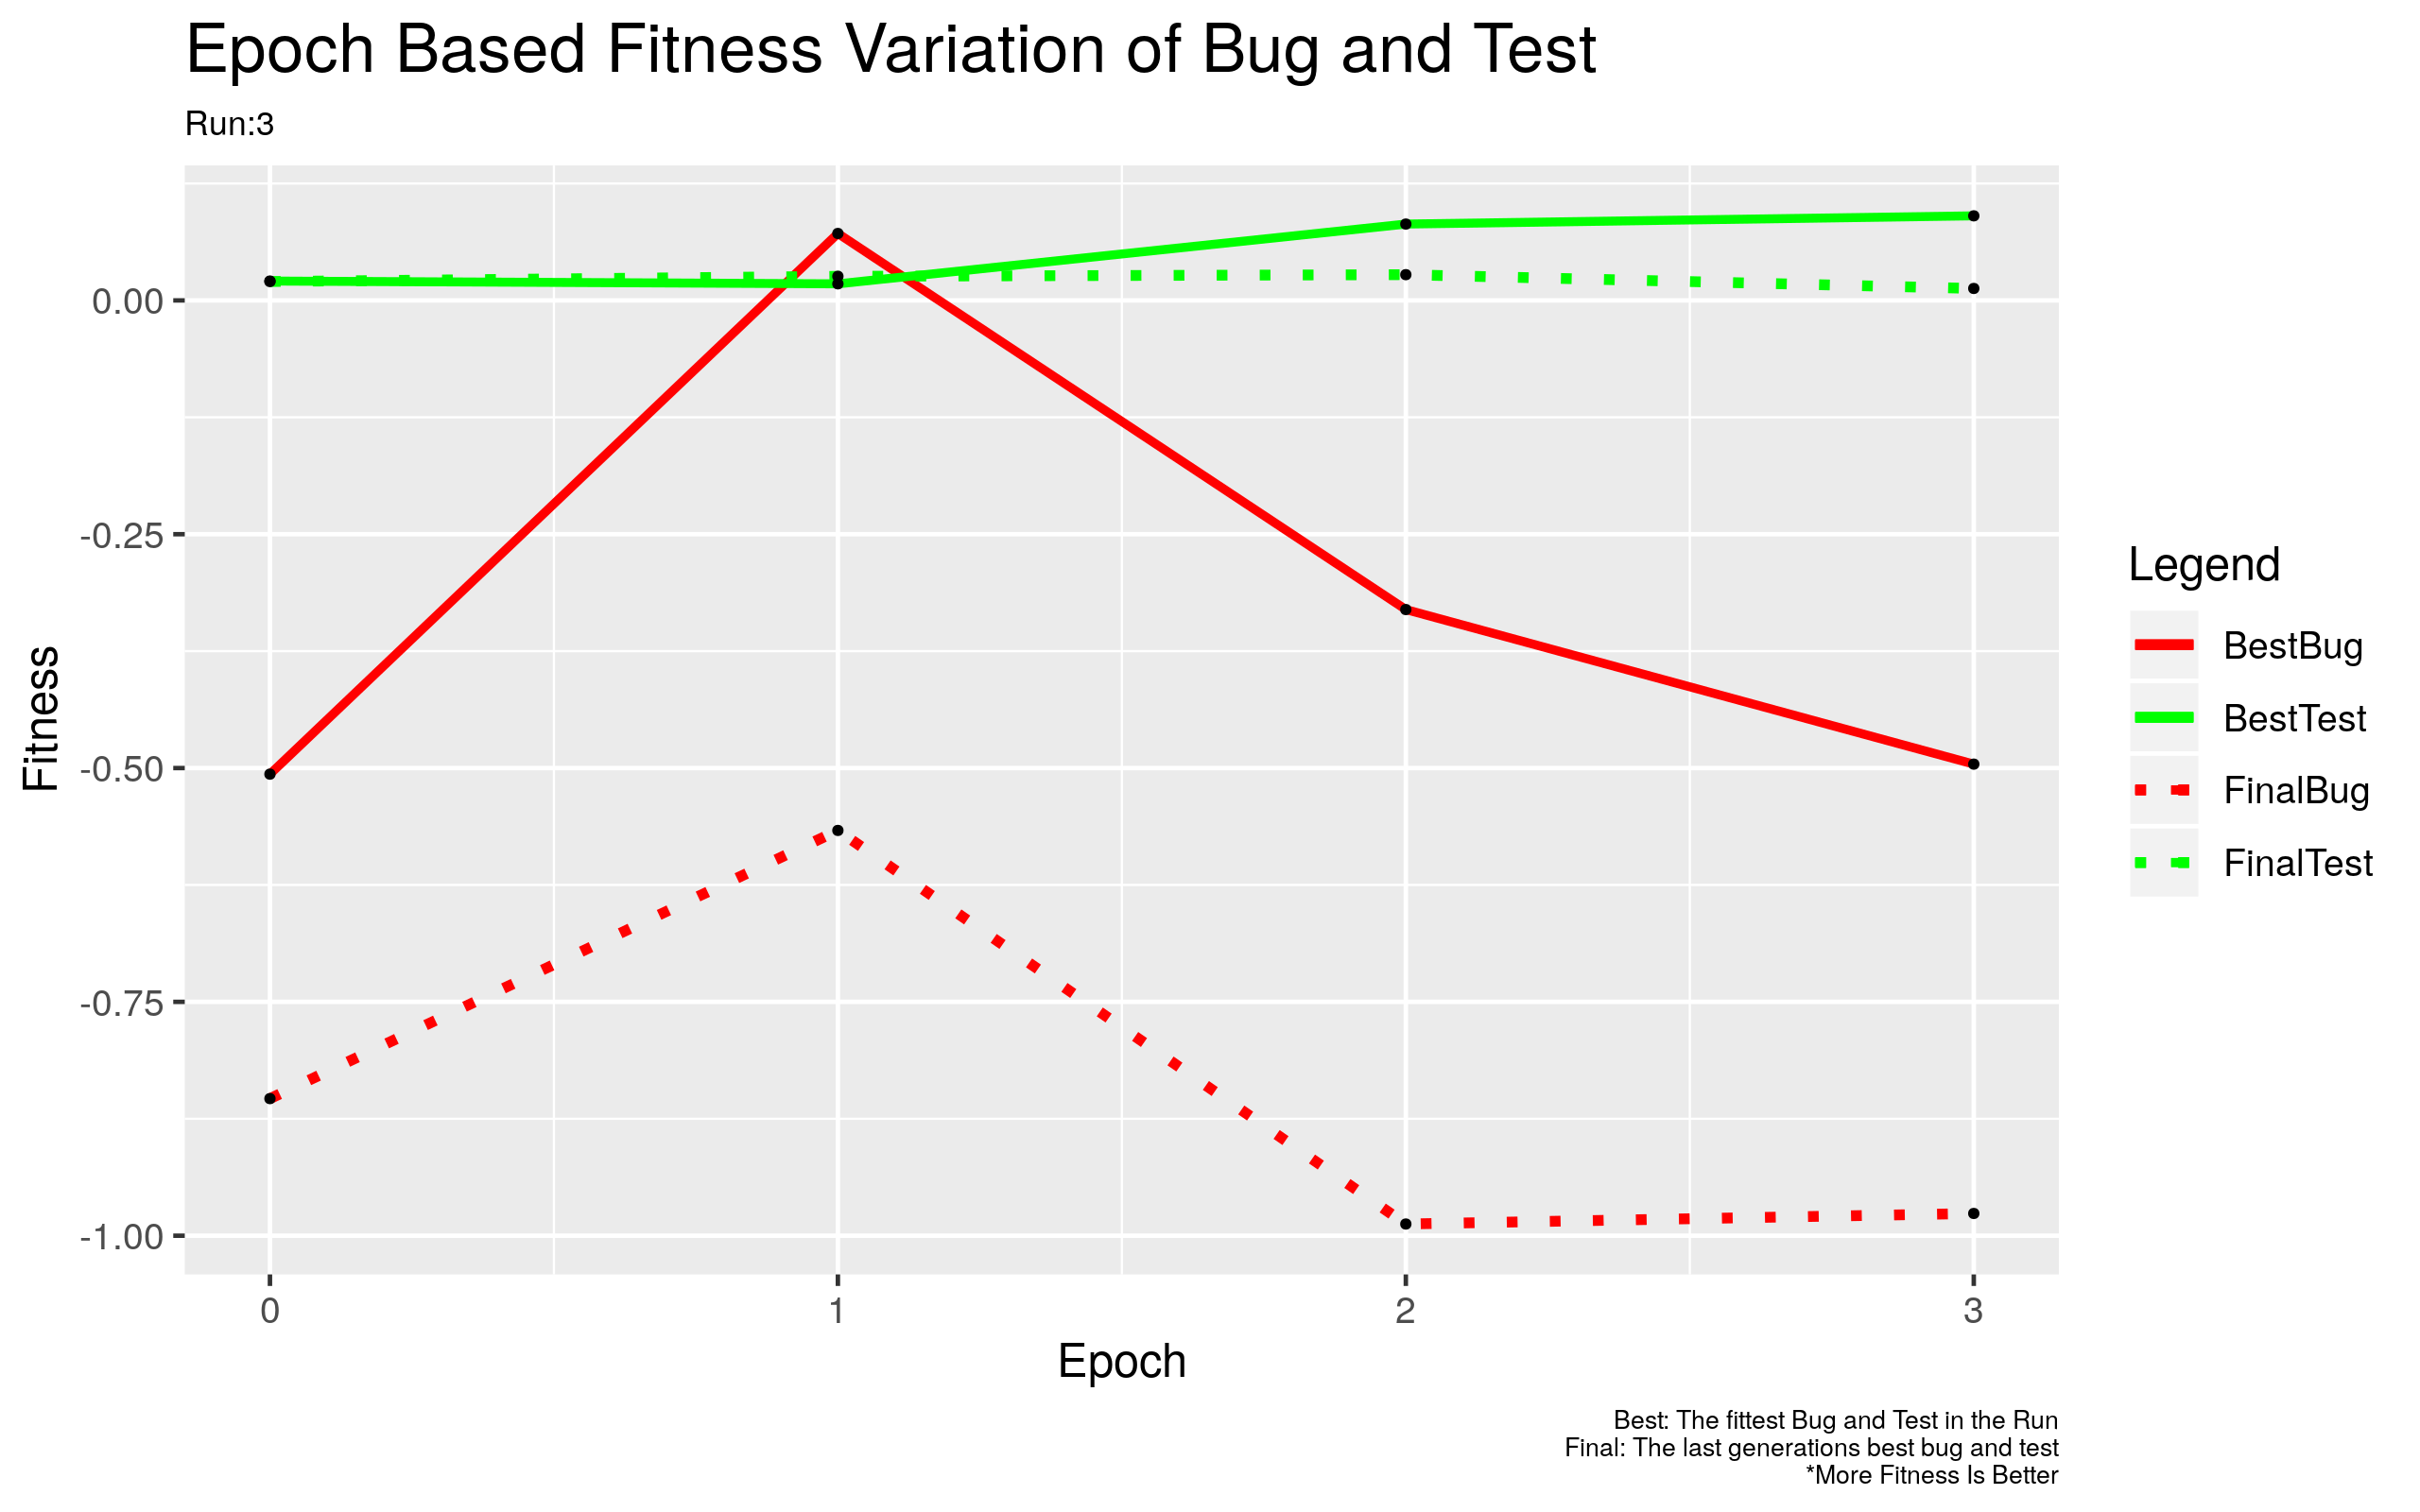 Epoch Based Fitness Variation of Bug and Test
Run:3
Fitness
0.00
-0.25
-0.50
-0.75
-1.00
0
1
2
3
Epoch
Legend
BestBug
BestTest
FinalBug
FinalTest
Best: The fittest Bug and Test in the Run
Final: The last generations best bug and test
*More Fitness Is Better